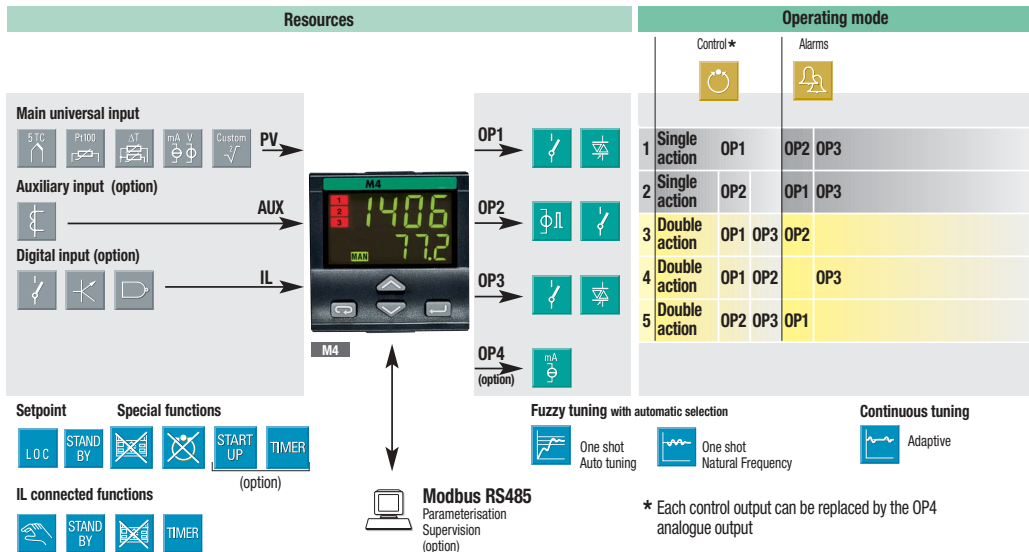 Resources
Operating mode
Control *
Alarms
Main universal input
5 TC
Pt100
ΔT
mA V
Custom
√
PV
Auxiliary input (option)
AUX
Digital input (option)
IL
M4
1
2
3
1406
77.2
MAN
M4
OP1
OP2
OP3
OP4
(option)
mA
1 Single action OP1 OP2 OP3
2 Single action OP2 OP1 OP3
3 Double action OP1 OP3 OP2
4 Double action OP1 OP2 OP3
5 Double action OP2 OP3 OP1
Setpoint
Special functions
LOC
STAND BY
START UP
TIMER
(option)
IL connected functions
STAND BY
TIMER
Modbus RS485
Parameterisation
Supervision
(option)
Fuzzy tuning with automatic selection
One shot
Auto tuning
One shot
Natural Frequency
Continuous tuning
Adaptive
* Each control output can be replaced by the OP4
analogue output